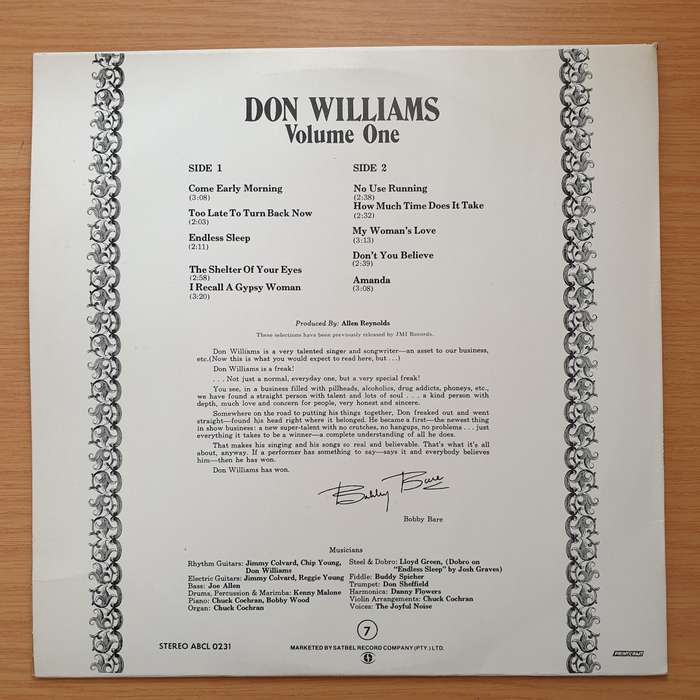 DON WILLIAMS
Volume One
SIDE 1
Come Early Morning
(3:08)
Too Late To Turn Back Now
(2:03)
Endless Sleep
(2:11)
The Shelter Of Your Eyes
(2:58)
I Recall A Gypsy Woman
(3:20)
SIDE 2
No Use Running
(2:38)
How Much Time Does It Take
(2:32)
My Woman's Love
(3:13)
Don't You Believe
(2:39)
Amanda
(3:08)
Produced By: Allen Reynolds
These selections have been previously released by JMI Records.
Don Williams is a very talented singer and songwriter—an asset to our business,
etc.(Now this is what you would expect to read here, but . . .)
Don Williams is a freak!
. . . Not just a normal, everyday one, but a very special freak!
You see, in a business filled with pillheads, alcoholics, drug addicts, phoneys, etc.,
we have found a straight person with talent and lots of soul . . . a kind person with
depth, much love and concern for people, very honest and sincere.
Somewhere on the road to putting his things together, Don freaked out and went
straight—found his head right where it belonged. He became a first—the newest thing
in show business: a new super-talent with no crutches, no hangups, no problems . . . just
everything it takes to be a winner—a complete understanding of all he does.
That makes his singing and his songs so real and believable. That's what it's all
about, anyway. If a performer has something to say—says it and everybody believes
him—then he has won.
Don Williams has won.
Bobby Bare
Bobby Bare
Musicians
Rhythm Guitars: Jimmy Colvard, Chip Young,
Don Williams
Electric Guitars: Jimmy Colvard, Reggie Young
Bass: Joe Allen
Drums, Percussion & Marimba: Kenny Malone
Piano: Chuck Cochran, Bobby Wood
Organ: Chuck Cochran
Steel & Dobro: Lloyd Green, (Dobro on
"Endless Sleep" by Josh Graves)
Fiddle: Buddy Spicher
Trumpet: Don Sheffield
Harmonica: Danny Flowers
Violin Arrangements: Chuck Cochran
Voices: The Joyful Noise
7
STEREO ABCL 0231
MARKETED BY SATBEL RECORD COMPANY (PTY.) LTD.
PRINTCRAFT